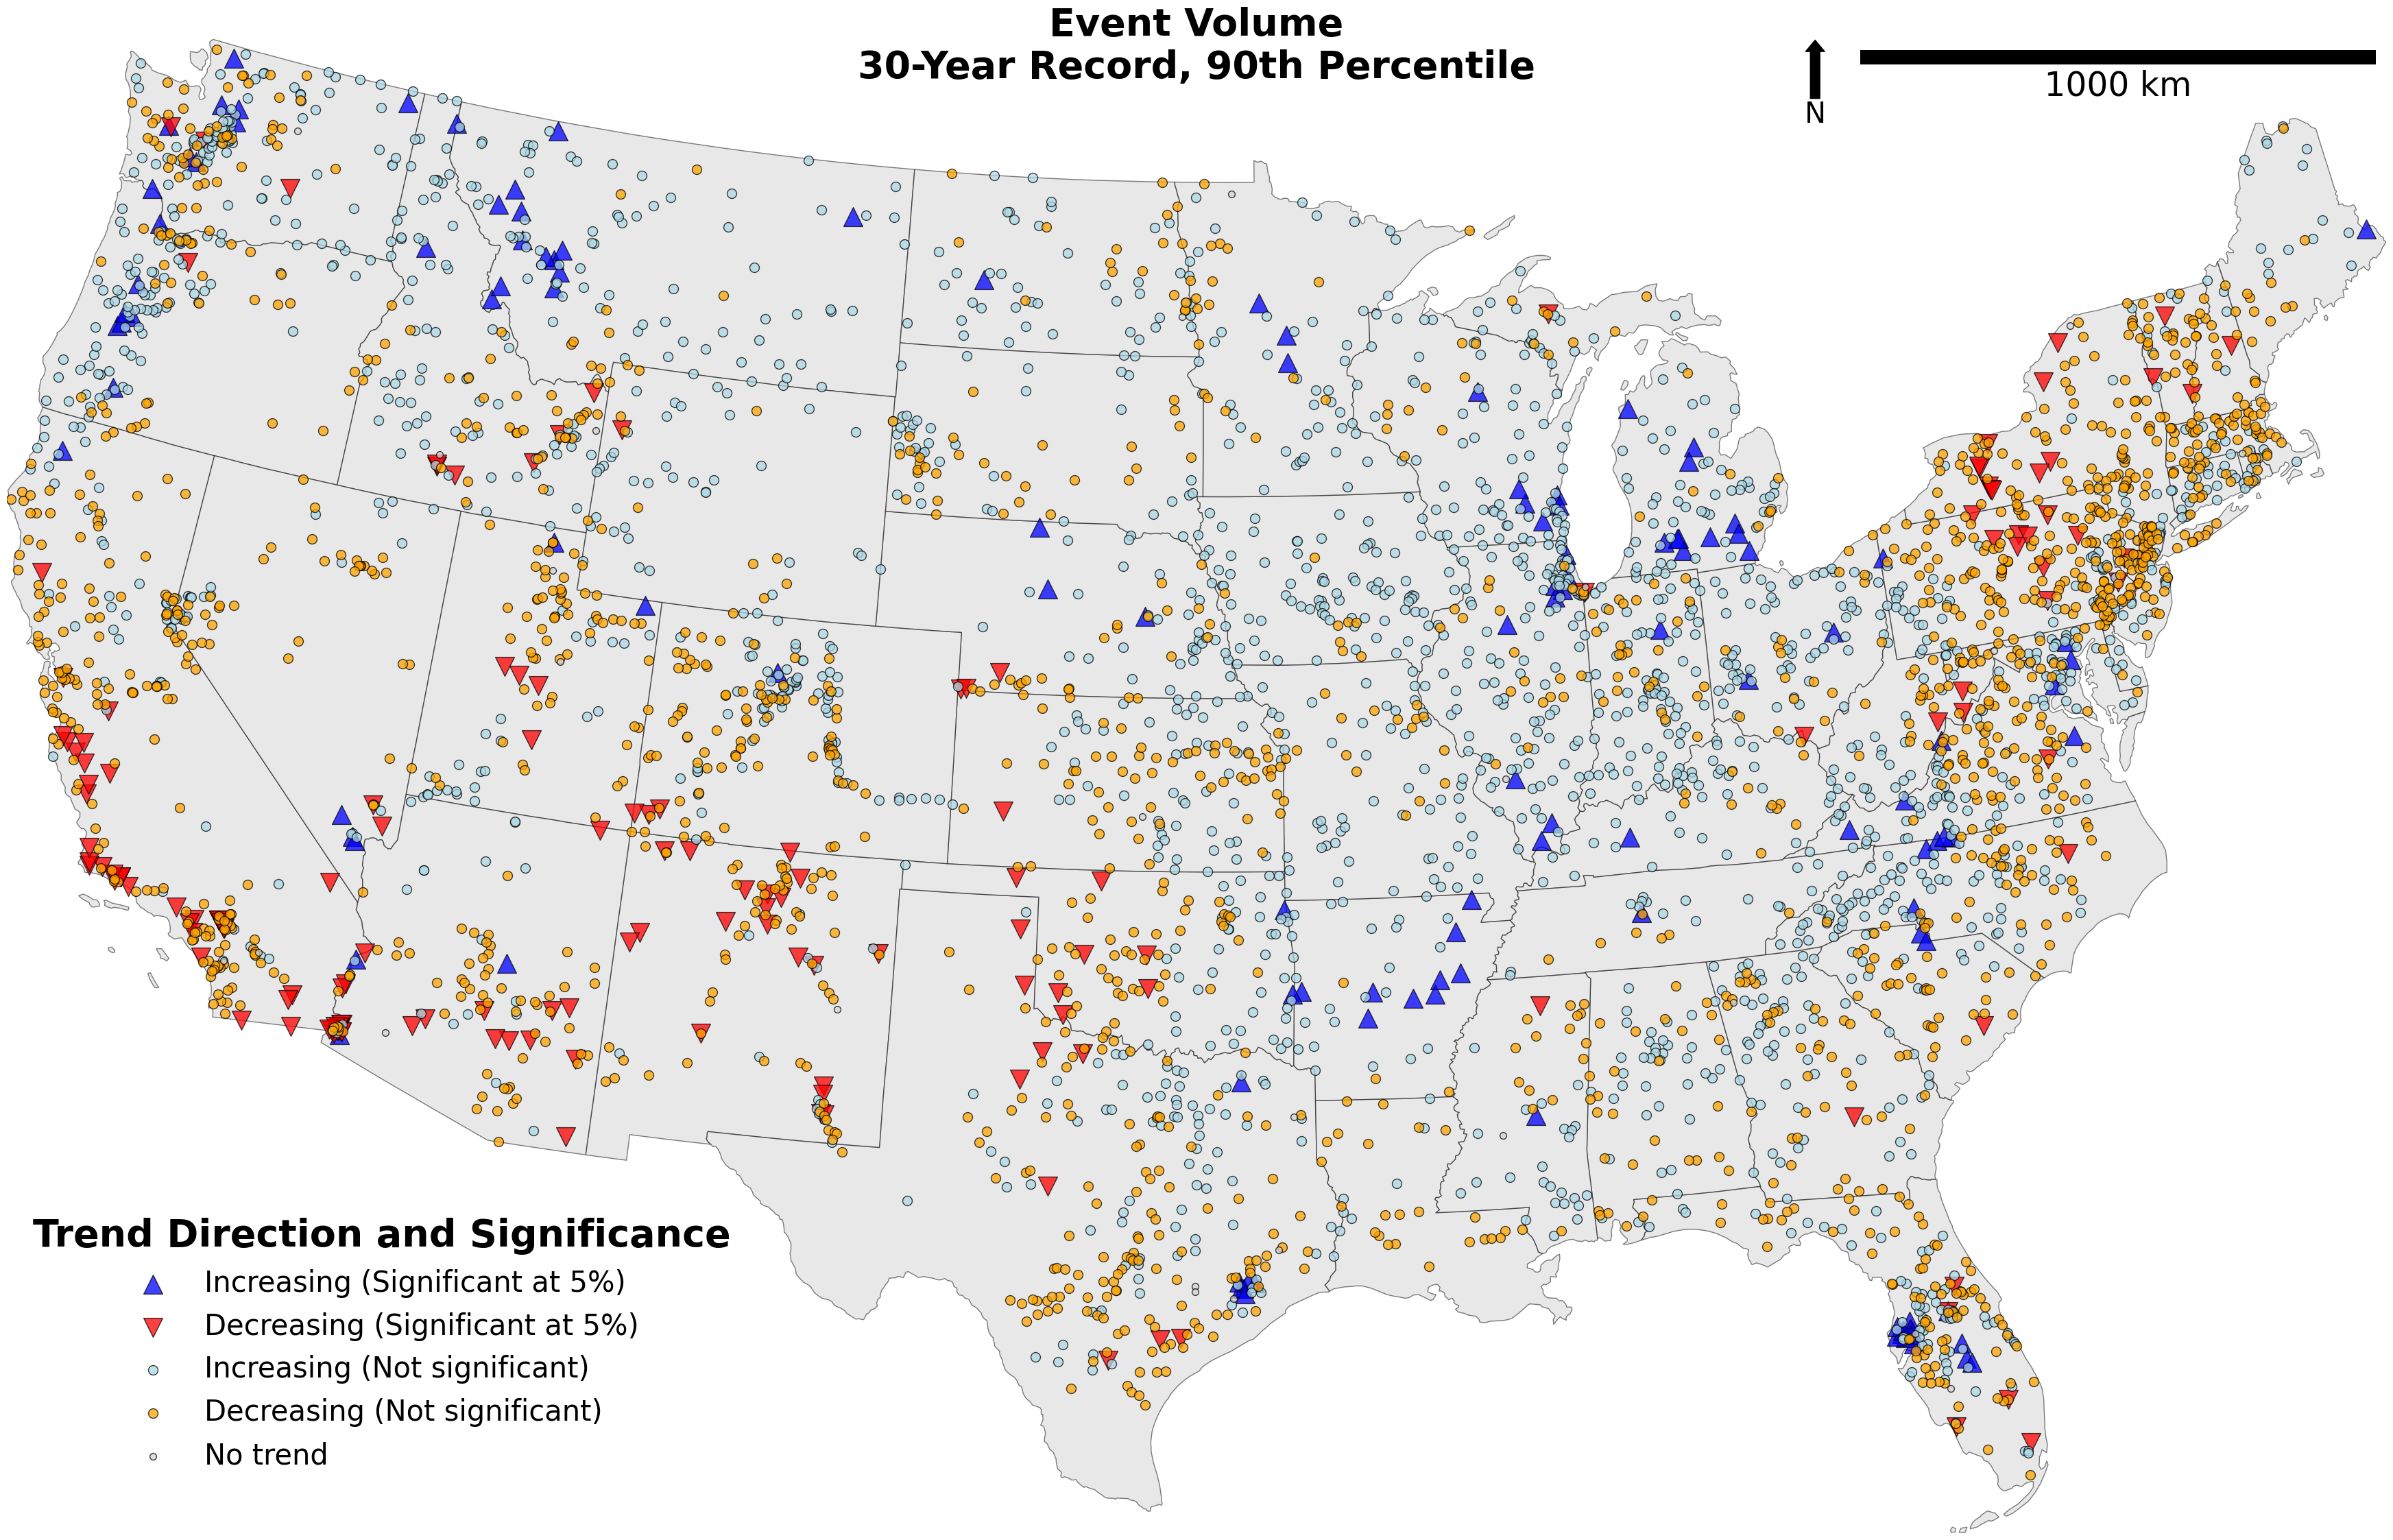 Event Volume
30-Year Record, 90th Percentile
N
1000 km
Trend Direction and Significance
Increasing (Significant at 5%)
Decreasing (Significant at 5%)
Increasing (Not significant)
Decreasing (Not significant)
No trend